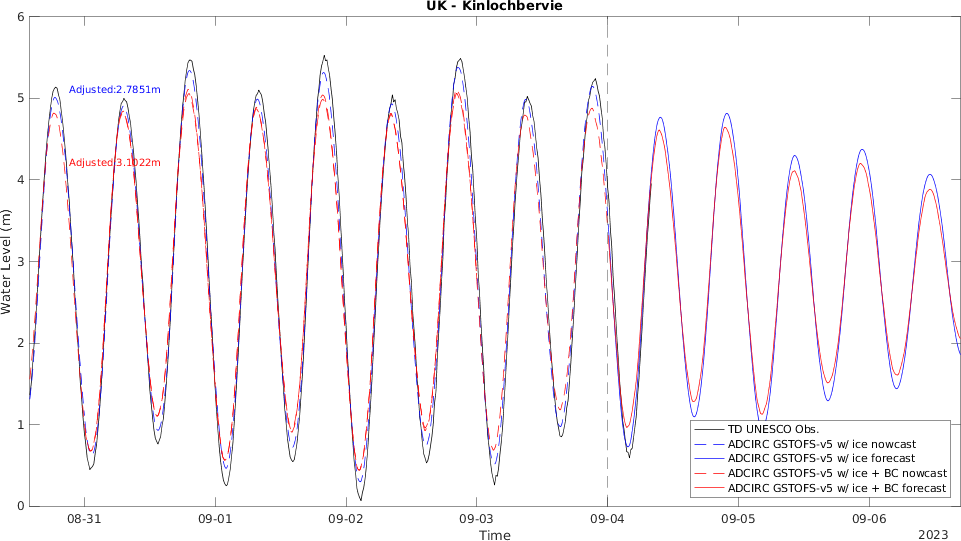 UK - Kinlochbervie
6
5
4
3
2
1
0
Water Level (m)
Adjusted:2.7851m
Adjusted:3.1022m
TD UNESCO Obs.
ADCIRC GSTOFS-v5 w/ ice nowcast
ADCIRC GSTOFS-v5 w/ ice forecast
ADCIRC GSTOFS-v5 w/ ice + BC nowcast
ADCIRC GSTOFS-v5 w/ ice + BC forecast
08-31 09-01 09-02 09-03 09-04 09-05 09-06
Time
2023